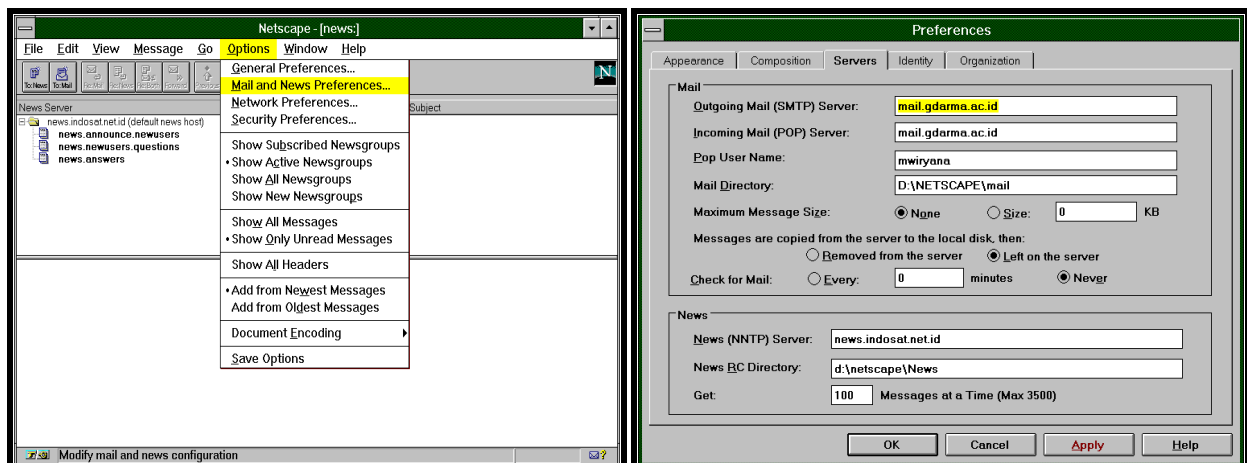 Netscape - [news:]
File Edit View Message Go Options Window Help
To: News To: Mail Re:Mail Re:News Re:Both Forward Previous
General Preferences...
Mail and News Preferences...
Network Preferences...
Security Preferences...
Show Subscribed Newsgroups
Show Active Newsgroups
Show All Newsgroups
Show New Newsgroups
Show All Messages
Show Only Unread Messages
Show All Headers
Add from Newest Messages
Add from Oldest Messages
Document Encoding
Save Options
News Server Subject
news.indosat.net.id (default news host)
news.announce.newusers
news.newusers.questions
news.answers
Modify mail and news configuration
Preferences
Appearance Composition Servers Identity Organization
Mail
Outgoing Mail (SMTP) Server: mail.gdarma.ac.id
Incoming Mail (POP) Server: mail.gdarma.ac.id
Pop User Name: mwiryana
Mail Directory: D:\NETSCAPE\mail
Maximum Message Size: None Size: 0 KB
Messages are copied from the server to the local disk, then:
Removed from the server Left on the server
Check for Mail: Every: 0 minutes Never
News
News (NNTP) Server: news.indosat.net.id
News RC Directory: d:\netscape\News
Get: 100 Messages at a Time (Max 3500)
OK Cancel Apply Help